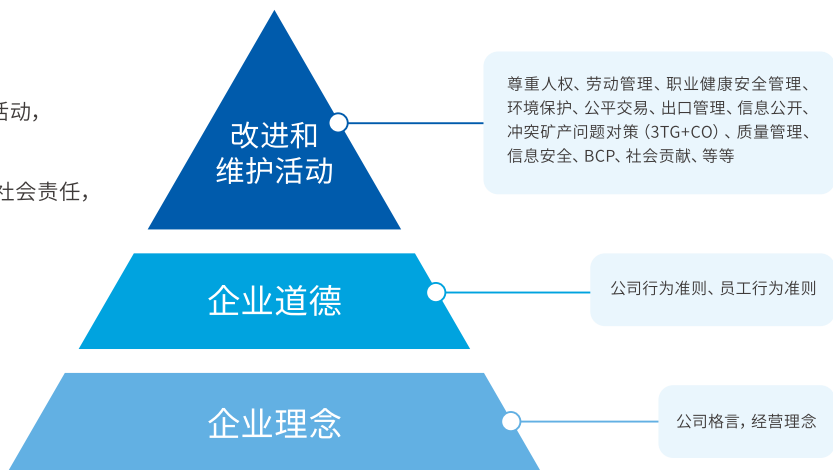 改进和
维护活动
尊重人权、劳动管理、职业健康安全管理、
环境保护、公平交易、出口管理、信息公开、
冲突矿产问题对策（3TG+CO）、质量管理、
信息安全、BCP、社会贡献、等等
活动，
社会责任，
企业道德
公司行为准则、员工行为准则
企业理念
公司格言，经营理念